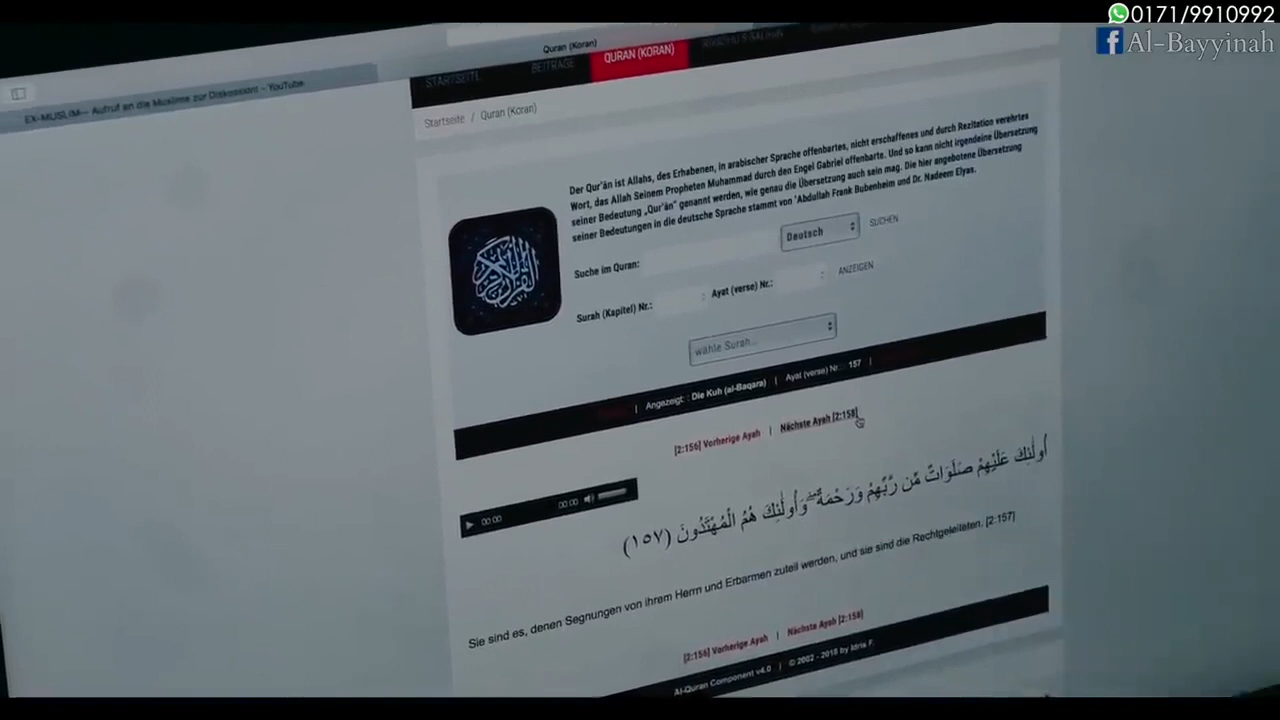 0171/9910992
Al-Bayyinah
Quran (Koran)
EX-MUSLIM-- Aufruf an die Muslime zur Diskussion! - YouTube
STARTSEITE
BEITRÄGE
QURAN (KORAN)
Startseite / Quran (Koran)
Der Qur'ān ist Allahs, des Erhabenen, in arabischer Sprache offenbartes, nicht erschaffenes und durch Rezitation verehrtes
Wort, das Allah Seinem Propheten Muhammad durch den Engel Gabriel offenbarte. Und so kann nicht irgendeine Übersetzung
seiner Bedeutung „Qur'ān" genannt werden, wie genau die Übersetzung auch sein mag. Die hier angebotene Übersetzung
seiner Bedeutungen in die deutsche Sprache stammt von 'Abdullah Frank Bubenheim und Dr. Nadeem Elyas.
Suche im Quran:
Deutsch
SUCHEN
Surah (Kapitel) Nr.:
Ayat (verse) Nr.:
ANZEIGEN
wähle Surah...
| Angezeigt: : Die Kuh (al-Baqara) | Ayat (verse) Nr... 157 |
[2:156] Vorherige Ayah | Nächste Ayah [2:158]
00:00 00:00
أُولَٰئِكَ عَلَيْهِمْ صَلَوَاتٌ مِّن رَّبِّهِمْ وَرَحْمَةٌ ۖ وَأُولَٰئِكَ هُمُ الْمُهْتَدُونَ (١٥٧)
Sie sind es, denen Segnungen von ihrem Herrn und Erbarmen zuteil werden, und sie sind die Rechtgeleiteten. [2:157]
[2:156] Vorherige Ayah | Nächste Ayah [2:158]
Al-Quran Component v4.0 | © 2002 - 2018 by Idris F.